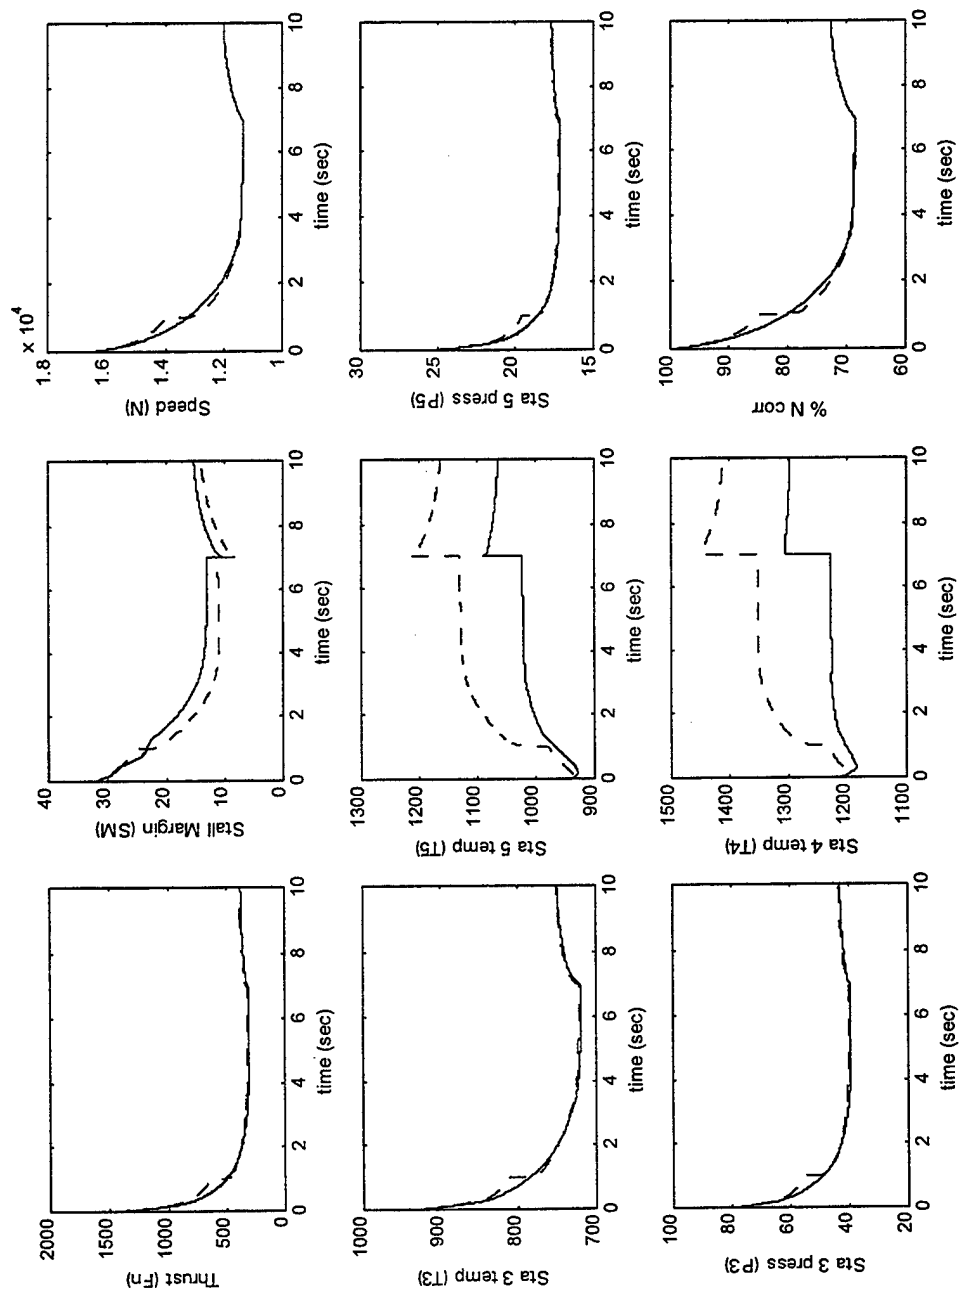 2000
1500
1000
500
0
Thrust (Fn)
0 2 4 6 8 10
time (sec)
40
30
20
10
0
Stall Margin (SM)
0 2 4 6 8 10
time (sec)
x 10^4
1.8
1.6
1.4
1.2
1
Speed (N)
0 2 4 6 8 10
time (sec)
1000
900
800
700
Sta 3 temp (T3)
0 2 4 6 8 10
time (sec)
1300
1200
1100
1000
900
Sta 5 temp (T5)
0 2 4 6 8 10
time (sec)
30
25
20
15
Sta 5 press (P5)
0 2 4 6 8 10
time (sec)
100
80
60
40
20
Sta 3 press (P3)
0 2 4 6 8 10
time (sec)
1500
1400
1300
1200
1100
Sta 4 temp (T4)
0 2 4 6 8 10
time (sec)
100
90
80
70
60
% N corr
0 2 4 6 8 10
time (sec)